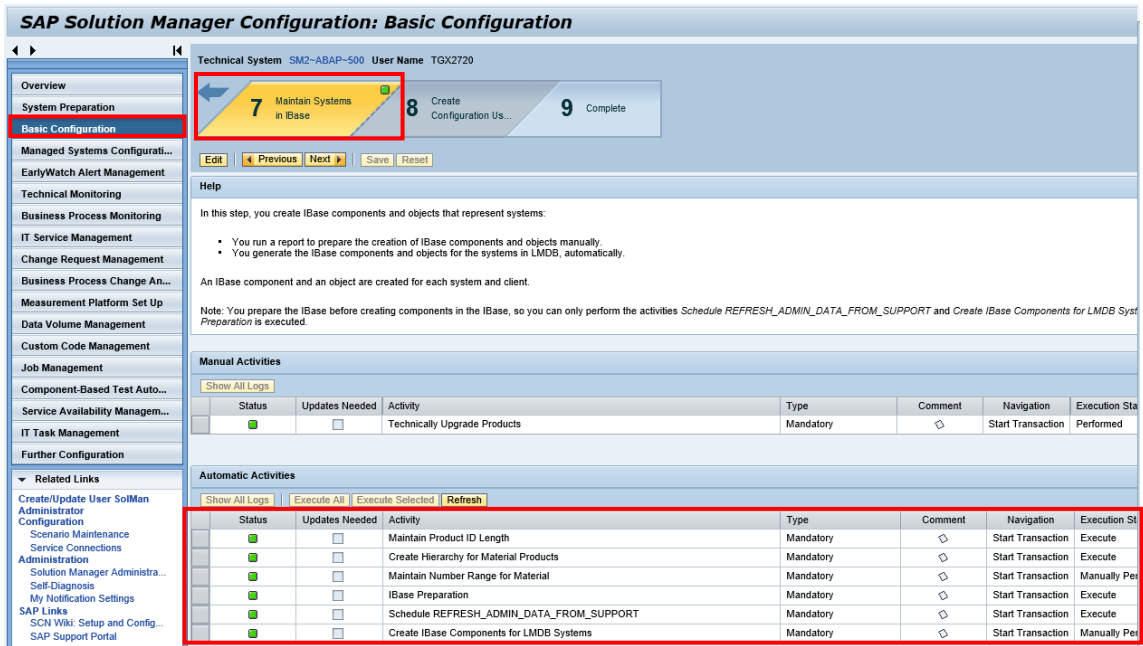 SAP Solution Manager Configuration: Basic Configuration
Technical System SM2~ABAP~500 User Name TGX2720
Overview
System Preparation
Basic Configuration
Managed Systems Configurati...
EarlyWatch Alert Management
Technical Monitoring
Business Process Monitoring
IT Service Management
Change Request Management
Business Process Change An...
Measurement Platform Set Up
Data Volume Management
Custom Code Management
Job Management
Component-Based Test Auto...
Service Availability Managem...
IT Task Management
Further Configuration
Related Links
Create/Update User SolMan
Administrator
Configuration
Scenario Maintenance
Service Connections
Administration
Solution Manager Administra...
Self-Diagnosis
My Notification Settings
SAP Links
SCN Wiki: Setup and Config...
SAP Support Portal
7 Maintain Systems
in IBase
8 Create
Configuration Us...
9 Complete
Edit Previous Next Save Reset
Help
In this step, you create IBase components and objects that represent systems:
▪ You run a report to prepare the creation of IBase components and objects manually.
▪ You generate the IBase components and objects for the systems in LMDB, automatically.
An IBase component and an object are created for each system and client.
Note: You prepare the IBase before creating components in the IBase, so you can only perform the activities Schedule REFRESH_ADMIN_DATA_FROM_SUPPORT and Create IBase Components for LMDB Syst
Preparation is executed.
Manual Activities
Show All Logs
Status Updates Needed Activity Type Comment Navigation Execution Sta
Technically Upgrade Products Mandatory Start Transaction Performed
Automatic Activities
Show All Logs Execute All Execute Selected Refresh
Status Updates Needed Activity Type Comment Navigation Execution St
Maintain Product ID Length Mandatory Start Transaction Execute
Create Hierarchy for Material Products Mandatory Start Transaction Execute
Maintain Number Range for Material Mandatory Start Transaction Manually Per
IBase Preparation Mandatory Start Transaction Execute
Schedule REFRESH_ADMIN_DATA_FROM_SUPPORT Mandatory Start Transaction Execute
Create IBase Components for LMDB Systems Mandatory Start Transaction Manually Per